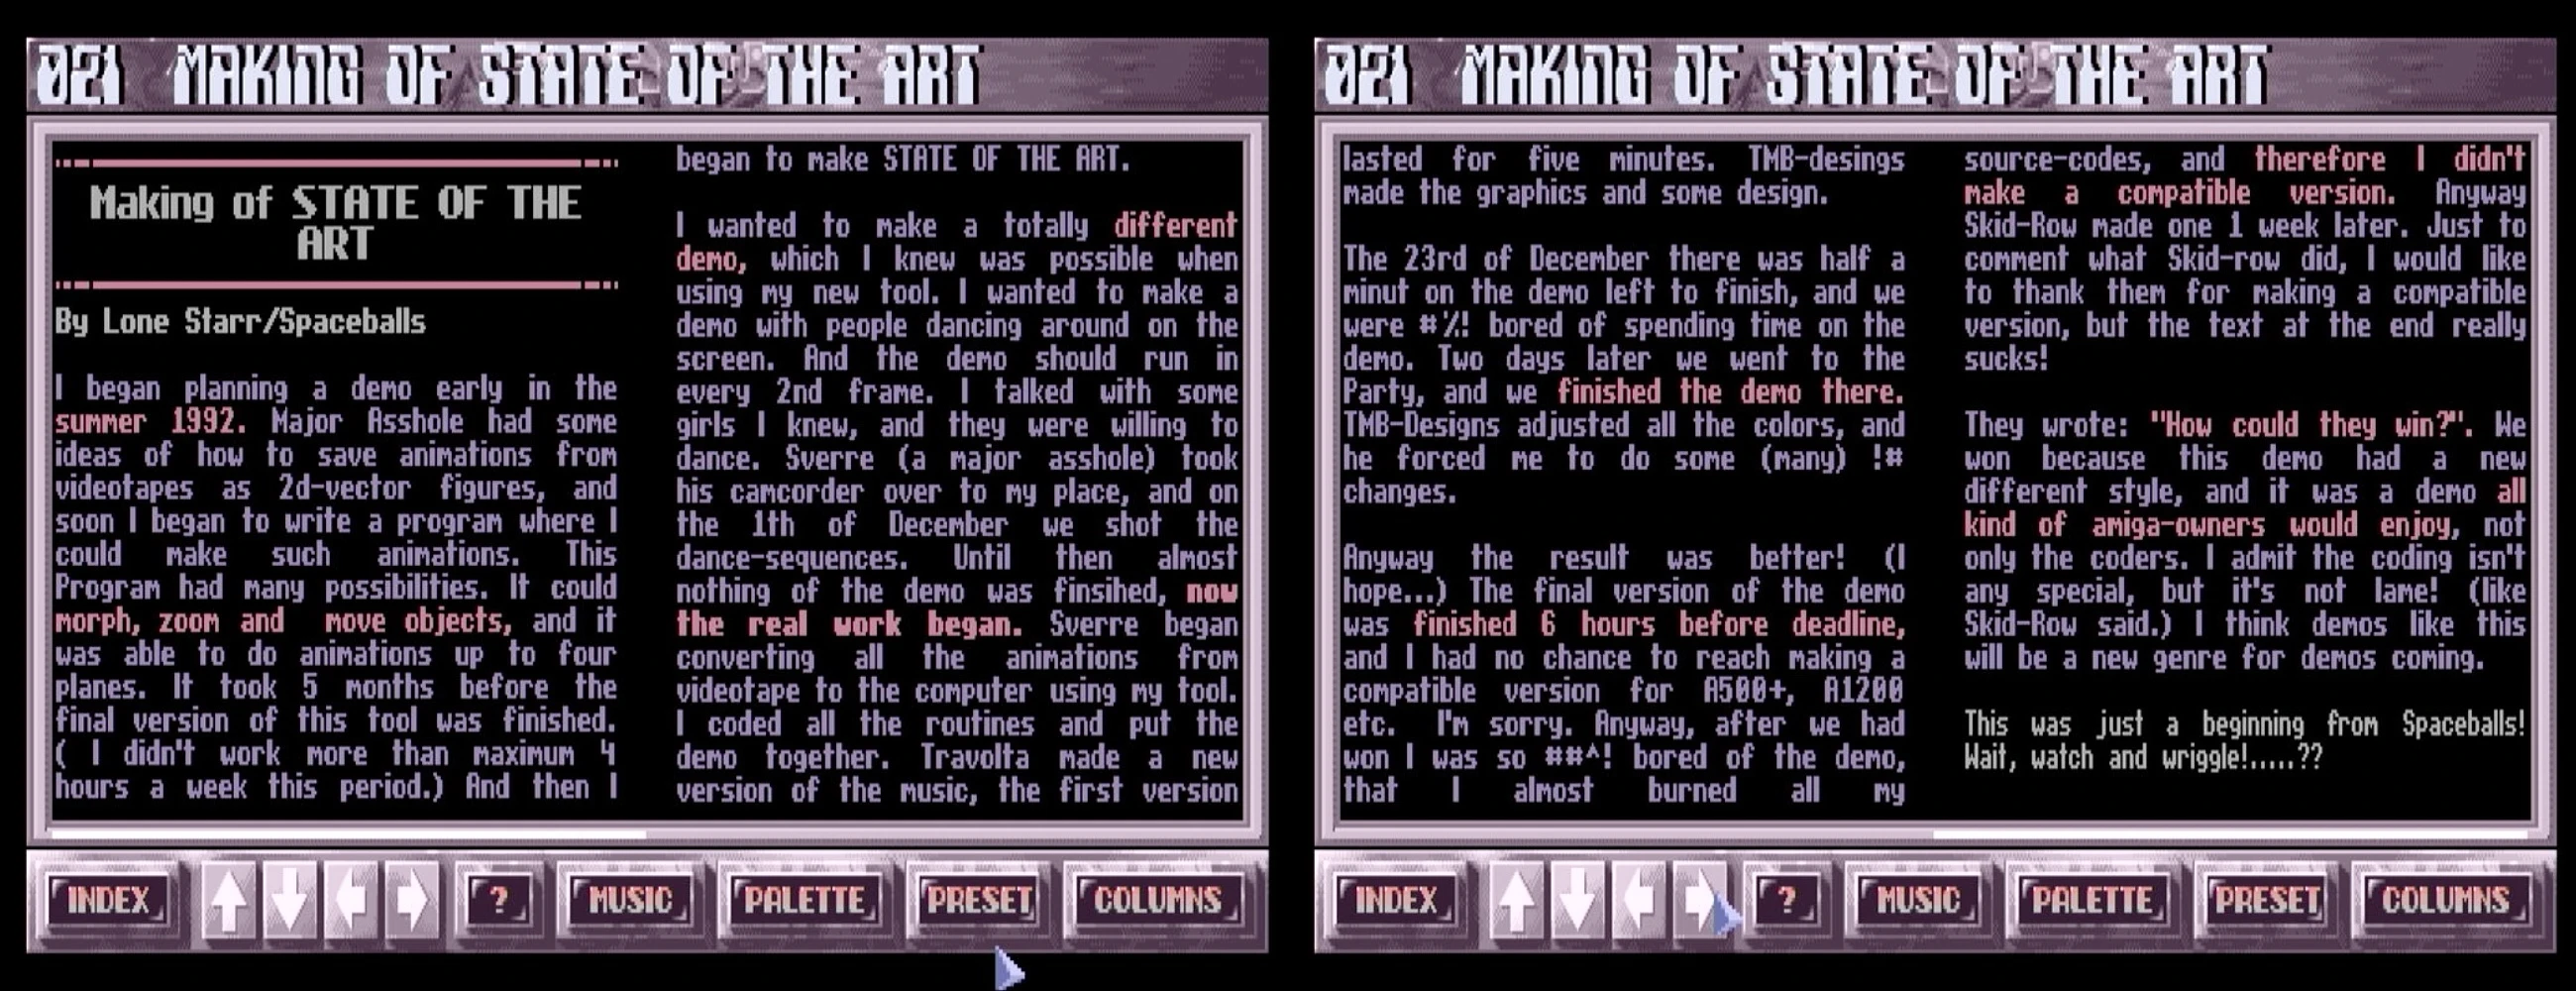 021 MAKING OF STATE OF THE ART
Making of STATE OF THE
ART
By Lone Starr/Spaceballs
I began planning a demo early in the
summer 1992. Major Asshole had some
ideas of how to save animations from
videotapes as 2d-vector figures, and
soon I began to write a program where I
could make such animations. This
Program had many possibilities. It could
morph, zoom and move objects, and it
was able to do animations up to four
planes. It took 5 months before the
final version of this tool was finished.
( I didn't work more than maximum 4
hours a week this period.) And then I
began to make STATE OF THE ART.
I wanted to make a totally different
demo, which I knew was possible when
using my new tool. I wanted to make a
demo with people dancing around on the
screen. And the demo should run in
every 2nd frame. I talked with some
girls I knew, and they were willing to
dance. Sverre (a major asshole) took
his camcorder over to my place, and on
the 1th of December we shot the
dance-sequences. Until then almost
nothing of the demo was finsihed, now
the real work began. Sverre began
converting all the animations from
videotape to the computer using my tool.
I coded all the routines and put the
demo together. Travolta made a new
version of the music, the first version
INDEX ? MUSIC PALETTE PRESET COLUMNS
021 MAKING OF STATE OF THE ART
lasted for five minutes. TMB-desings
made the graphics and some design.
The 23rd of December there was half a
minut on the demo left to finish, and we
were #%! bored of spending time on the
demo. Two days later we went to the
Party, and we finished the demo there.
TMB-Designs adjusted all the colors, and
he forced me to do some (many) !#
changes.
Anyway the result was better! (I
hope...) The final version of the demo
was finished 6 hours before deadline,
and I had no chance to reach making a
compatible version for A500+, A1200
etc. I'm sorry. Anyway, after we had
won I was so ##^! bored of the demo,
that I almost burned all my
source-codes, and therefore I didn't
make a compatible version. Anyway
Skid-Row made one 1 week later. Just to
comment what Skid-row did, I would like
to thank them for making a compatible
version, but the text at the end really
sucks!
They wrote: "How could they win?". We
won because this demo had a new
different style, and it was a demo all
kind of amiga-owners would enjoy, not
only the coders. I admit the coding isn't
any special, but it's not lame! (like
Skid-Row said.) I think demos like this
will be a new genre for demos coming.
This was just a beginning from Spaceballs!
Wait, watch and wriggle!.....??
INDEX ? MUSIC PALETTE PRESET COLUMNS